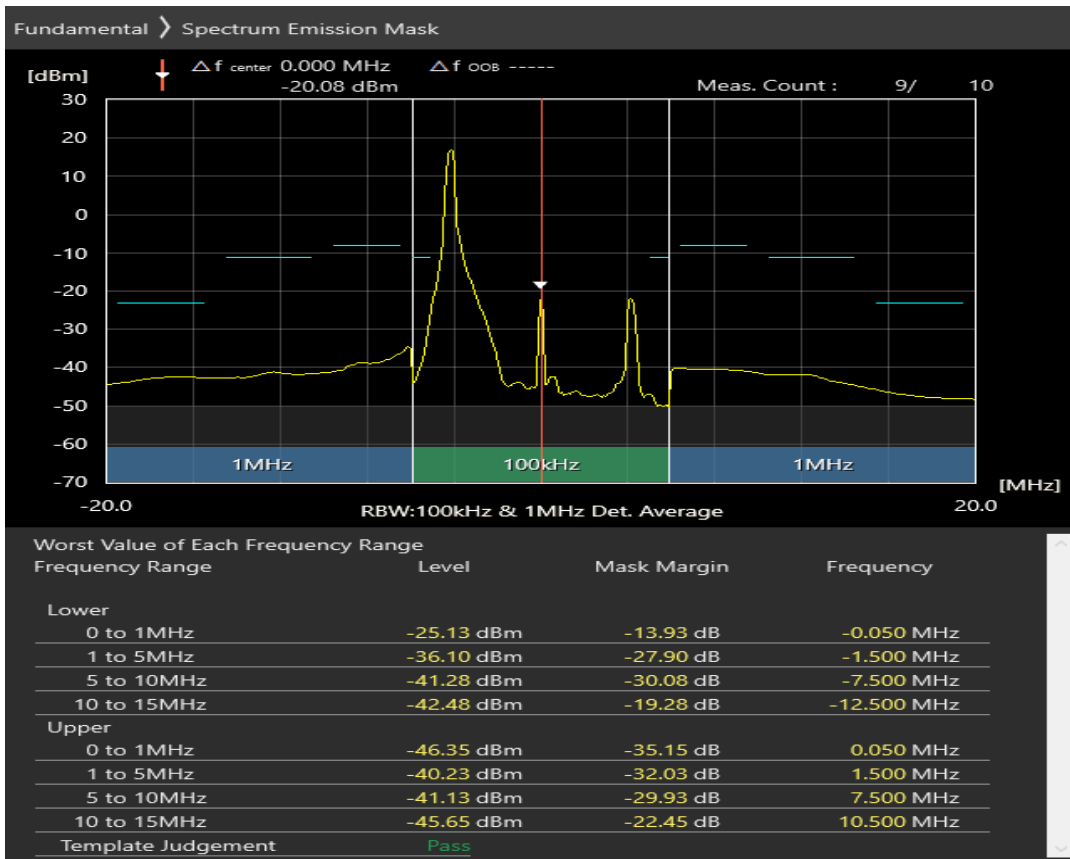 Fundamental ❯ Spectrum Emission Mask
[dBm] △f center 0.000 MHz △f OOB -----
-20.08 dBm Meas. Count : 9/ 10
30
20
10
0
-10
-20
-30
-40
-50
-60
1MHz 100kHz 1MHz
-70 [MHz]
-20.0 RBW:100kHz & 1MHz Det. Average 20.0
Worst Value of Each Frequency Range
Frequency Range Level Mask Margin Frequency
Lower
0 to 1MHz -25.13 dBm -13.93 dB -0.050 MHz
1 to 5MHz -36.10 dBm -27.90 dB -1.500 MHz
5 to 10MHz -41.28 dBm -30.08 dB -7.500 MHz
10 to 15MHz -42.48 dBm -19.28 dB -12.500 MHz
Upper
0 to 1MHz -46.35 dBm -35.15 dB 0.050 MHz
1 to 5MHz -40.23 dBm -32.03 dB 1.500 MHz
5 to 10MHz -41.13 dBm -29.93 dB 7.500 MHz
10 to 15MHz -45.65 dBm -22.45 dB 10.500 MHz
Template Judgement Pass